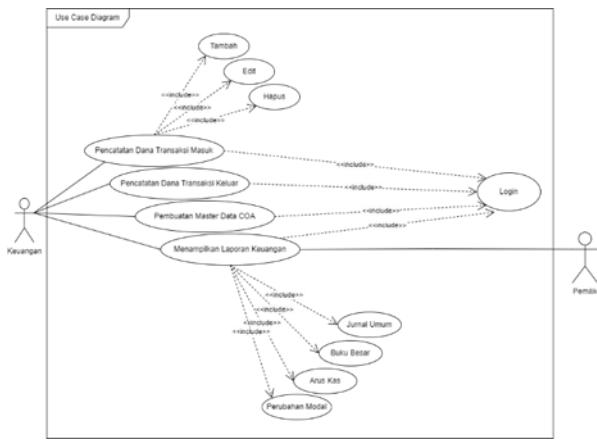 Use Case Diagram
Tambah
Edit
Hapus
<<include>>
<<include>>
<<include>>
Pencatatan Dana Transaksi Masuk
<<include>>
Pencatatan Dana Transaksi Keluar
<<include>>
Login
Pembuatan Master Data COA
<<include>>
<<include>>
Keuangan
Menampilkan Laporan Keuangan
Pemilik
<<include>>
<<include>>
<<include>>
<<include>>
Jurnal Umum
Buku Besar
Arus Kas
Perubahan Modal